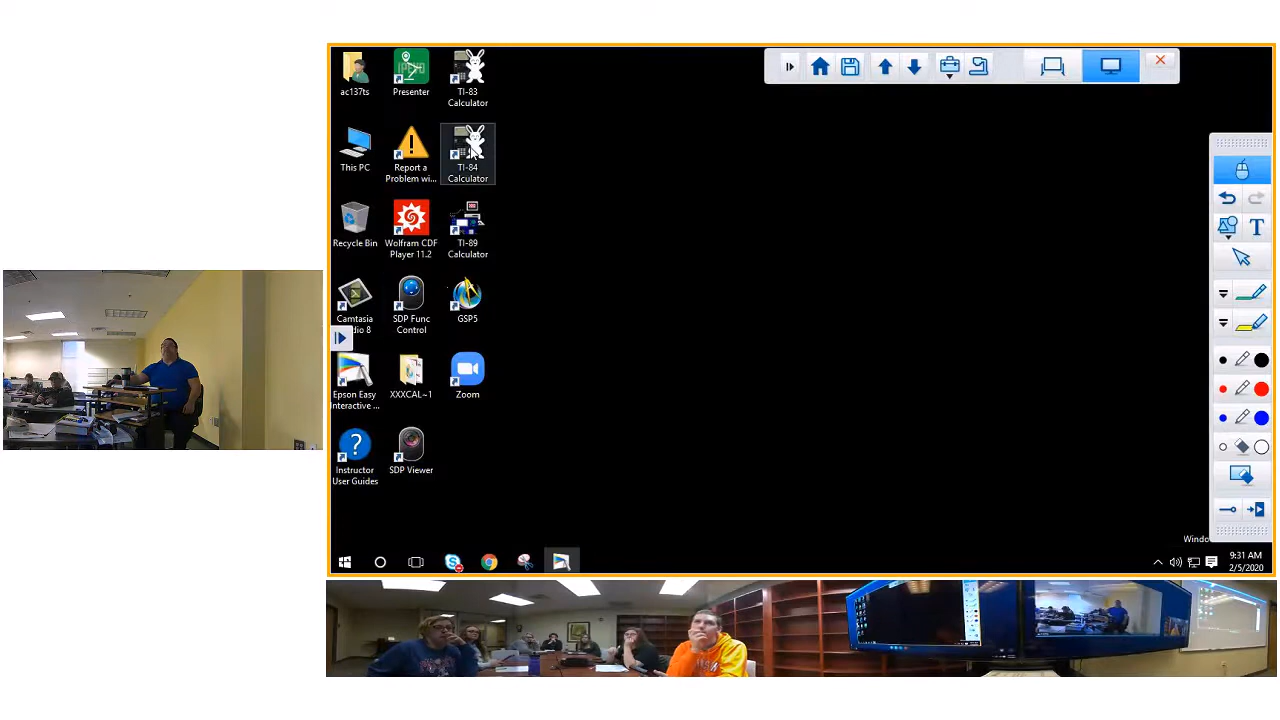 ac137ts
Presenter
TI-83
Calculator
This PC
Report a
Problem wi...
TI-84
Calculator
Recycle Bin
Wolfram CDF
Player 11.2
TI-89
Calculator
Camtasia
dio 8
SDP Func
Control
GSP5
Epson Easy
Interactive ...
XXXCAL~1
Zoom
Instructor
User Guides
SDP Viewer
T
Windo
9:31 AM
2/5/2020